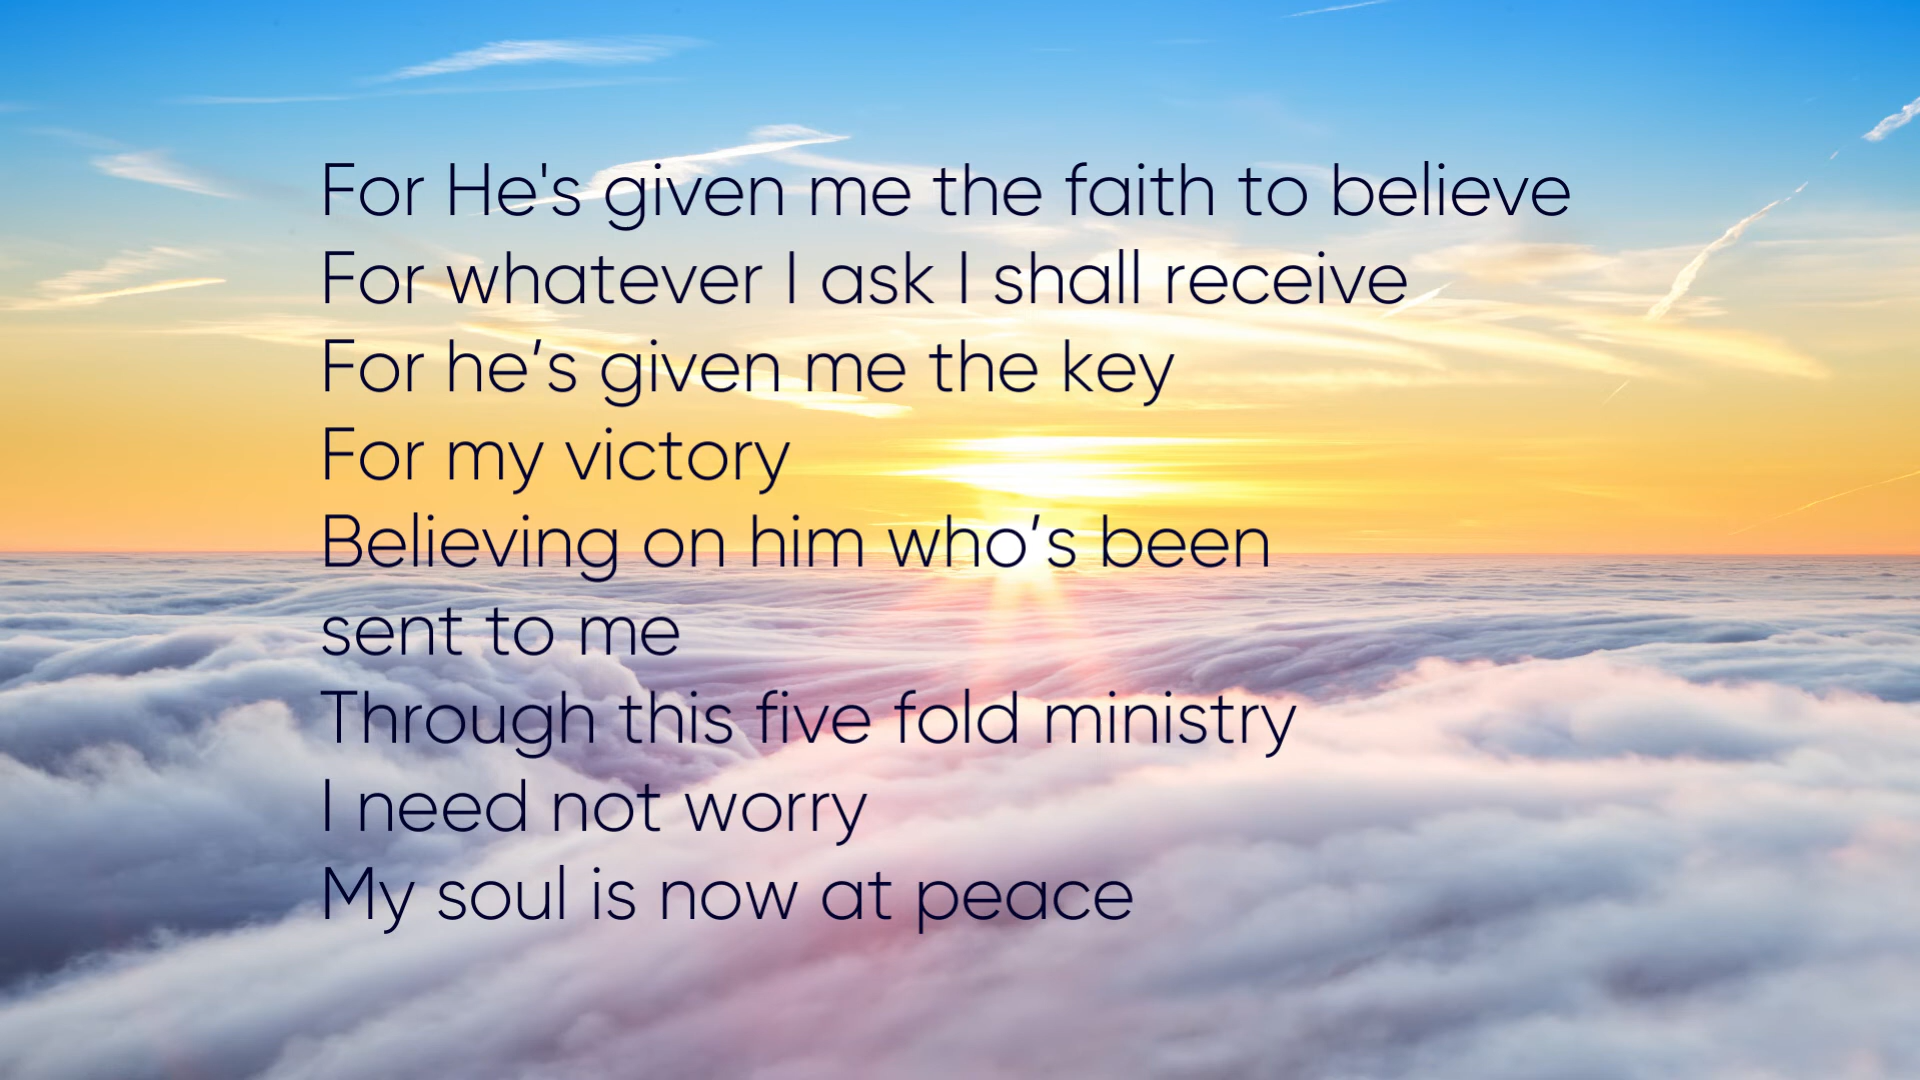 For He's given me the faith to believe
For whatever I ask I shall receive
For he’s given me the key
For my victory
Believing on him who‘s been
sent to me
Through this five fold ministry
I need not worry
My soul is now at peace